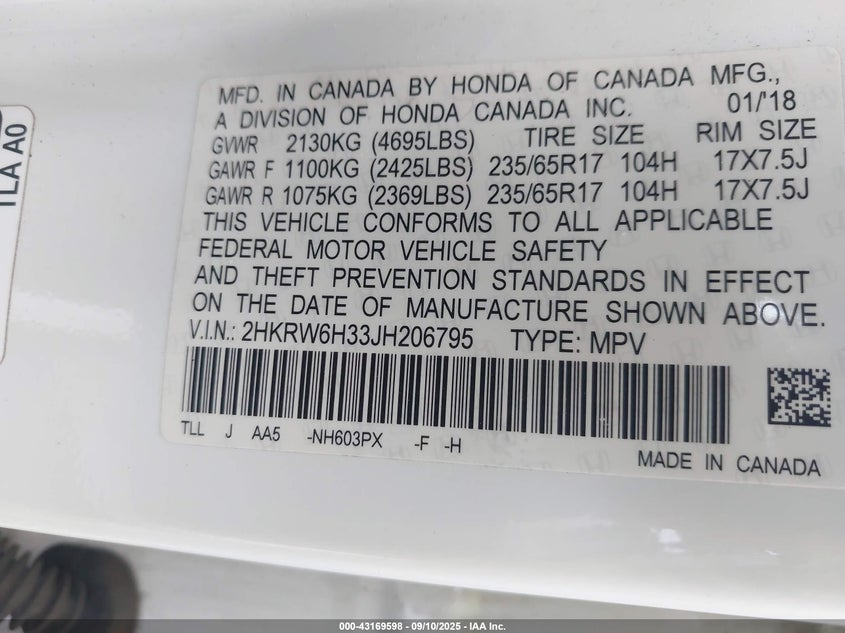 TLA A0
MFD. IN CANADA BY HONDA OF CANADA MFG.,
A DIVISION OF HONDA CANADA INC. 01/'18
GVWR 2130KG (4695LBS) TIRE SIZE RIM SIZE
GAWR F 1100KG (2425LBS) 235/65R17 104H 17X7.5J
GAWR R 1075KG (2369LBS) 235/65R17 104H 17X7.5J
THIS VEHICLE CONFORMS TO ALL APPLICABLE
FEDERAL MOTOR VEHICLE SAFETY
AND THEFT PREVENTION STANDARDS IN EFFECT
ON THE DATE OF MANUFACTURE SHOWN ABOVE.
V.I.N.: 2HKRW6H33JH206795 TYPE: MPV
TLL J AA5 -NH603PX -F -H
MADE IN CANADA
000-43169598 - 09/10/2025 - IAA Inc.